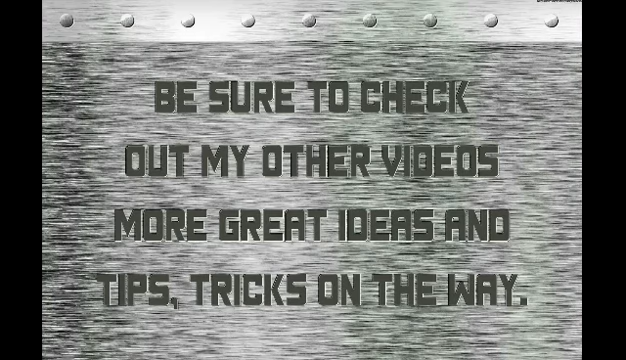 BE SURE TO CHECK
OUT MY OTHER VIDEOS
MORE GREAT IDEAS AND
TIPS, TRICKS ON THE WAY.